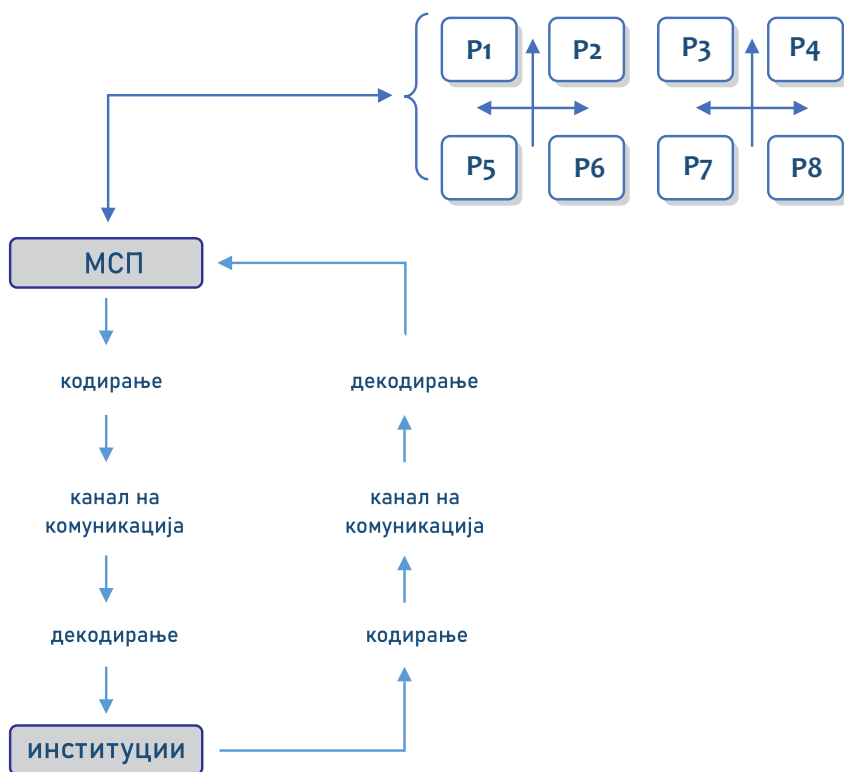 P1 P2 P3 P4
P5 P6 P7 P8
МСП
кодирање
декодирање
канал на
комуникација
канал на
комуникација
декодирање
кодирање
институции